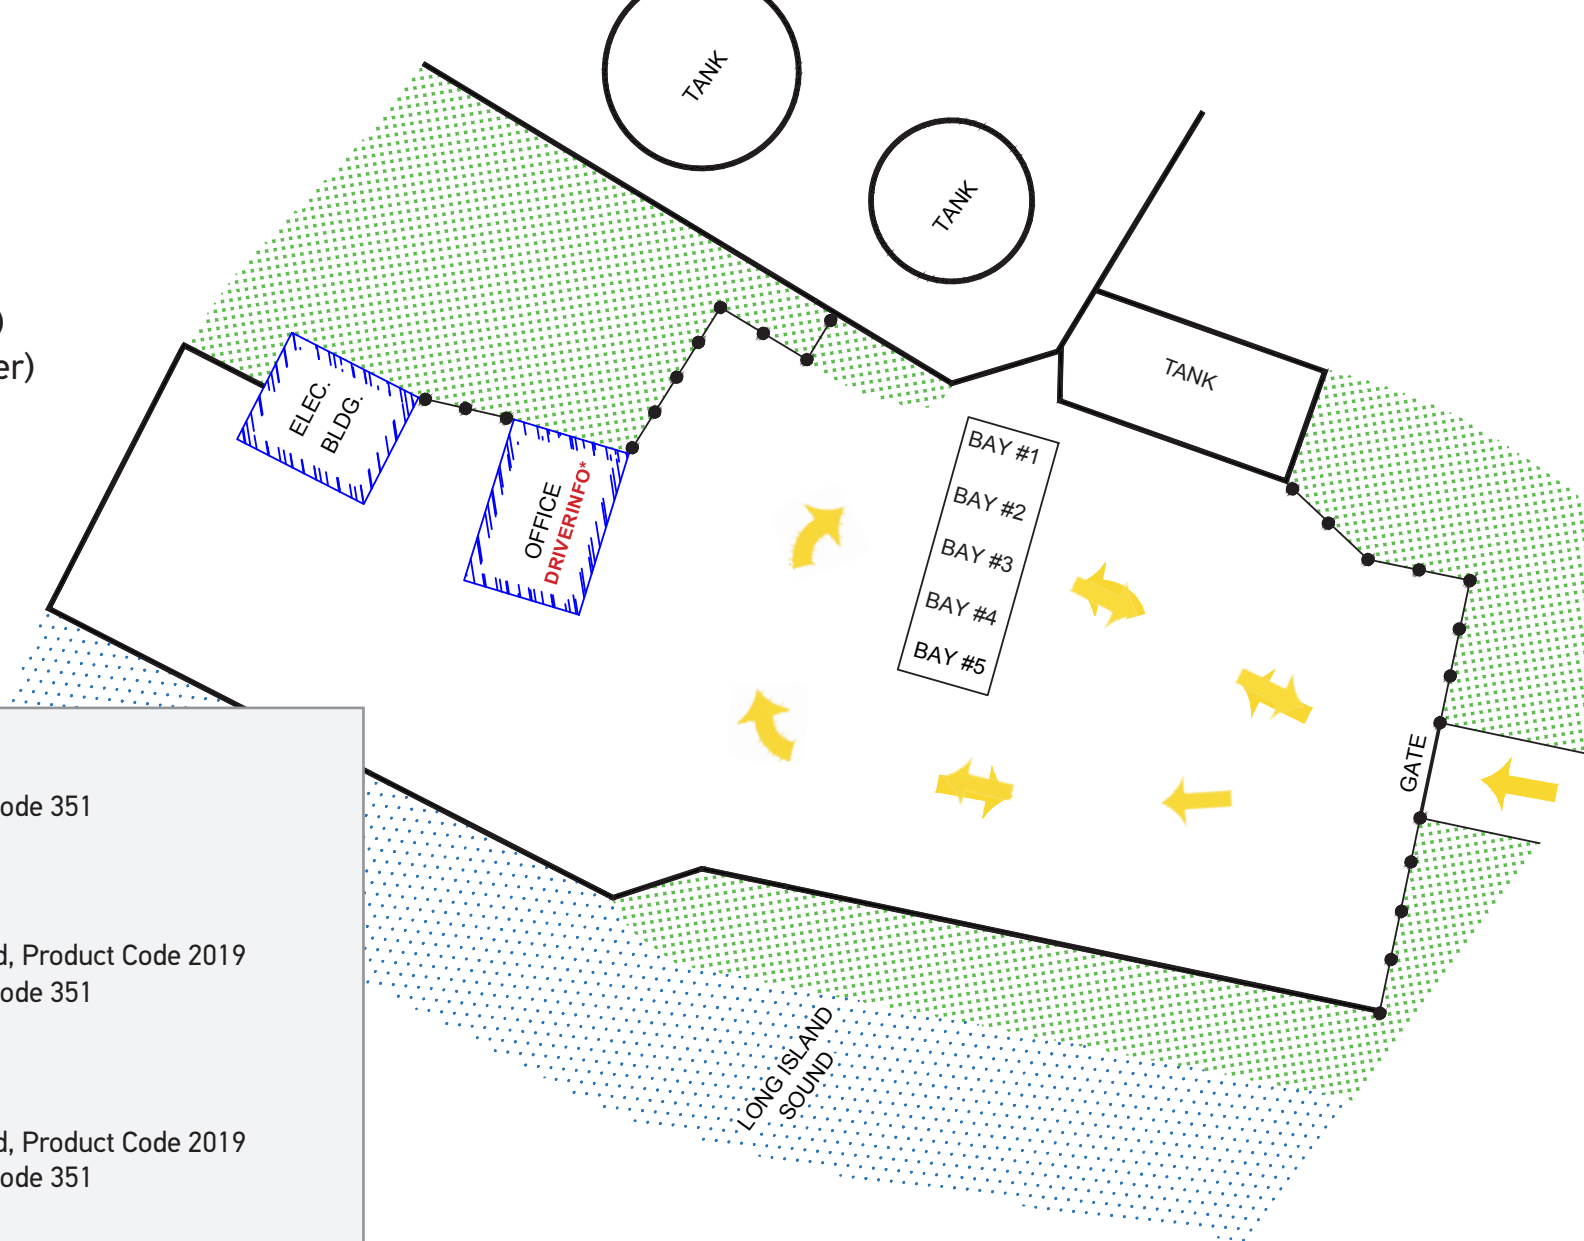 TANK
TANK
TANK
)
er)
ELEC.
BLDG.
OFFICE
DRIVERINFO*
BAY #1
BAY #2
BAY #3
BAY #4
BAY #5
GATE
ode 351
d, Product Code 2019
ode 351
d, Product Code 2019
ode 351
LONG ISLAND
SOUND